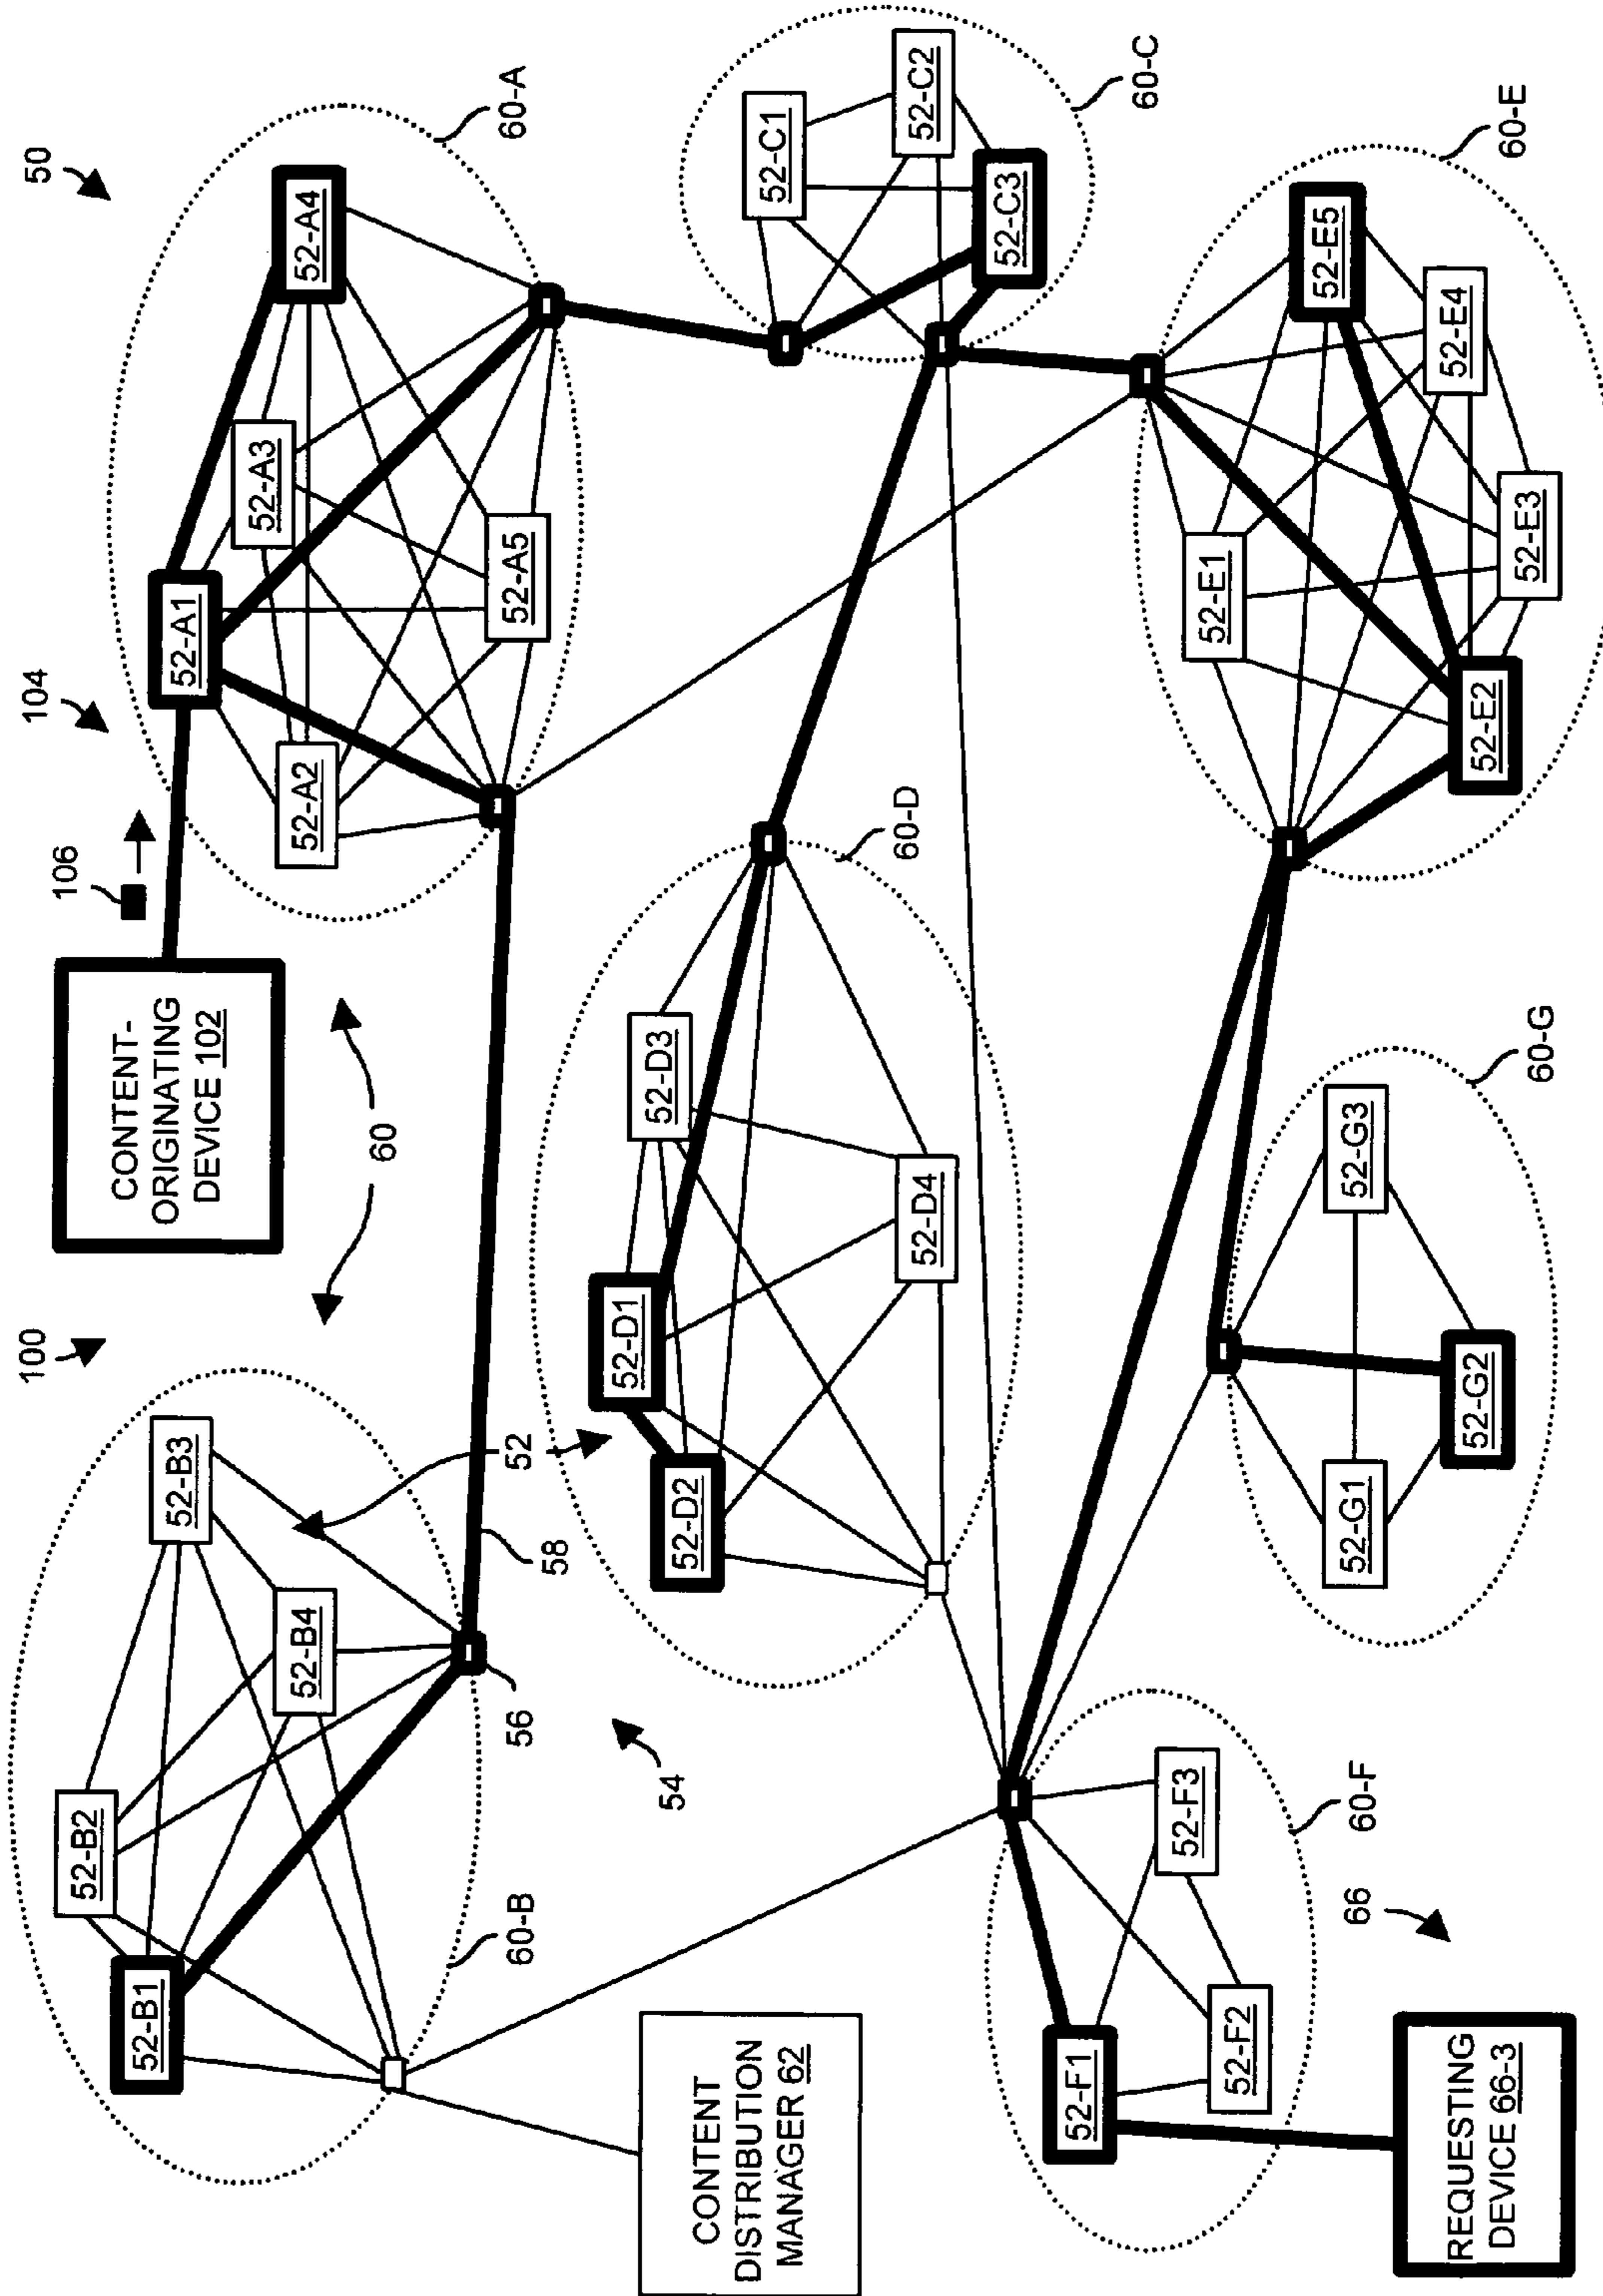 50
104
106
100
CONTENT-
ORIGINATING
DEVICE 102
60
60-A
52-A1
52-A2
52-A3
52-A4
52-A5
60-B
52-B1
52-B2
52-B3
52-B4
52
58
56
54
60-C
52-C1
52-C2
52-C3
60-D
52-D1
52-D2
52-D3
52-D4
60-E
52-E1
52-E2
52-E3
52-E4
52-E5
CONTENT
DISTRIBUTION
MANAGER 62
60-F
52-F1
52-F2
52-F3
66
60-G
52-G1
52-G2
52-G3
REQUESTING
DEVICE 66-3